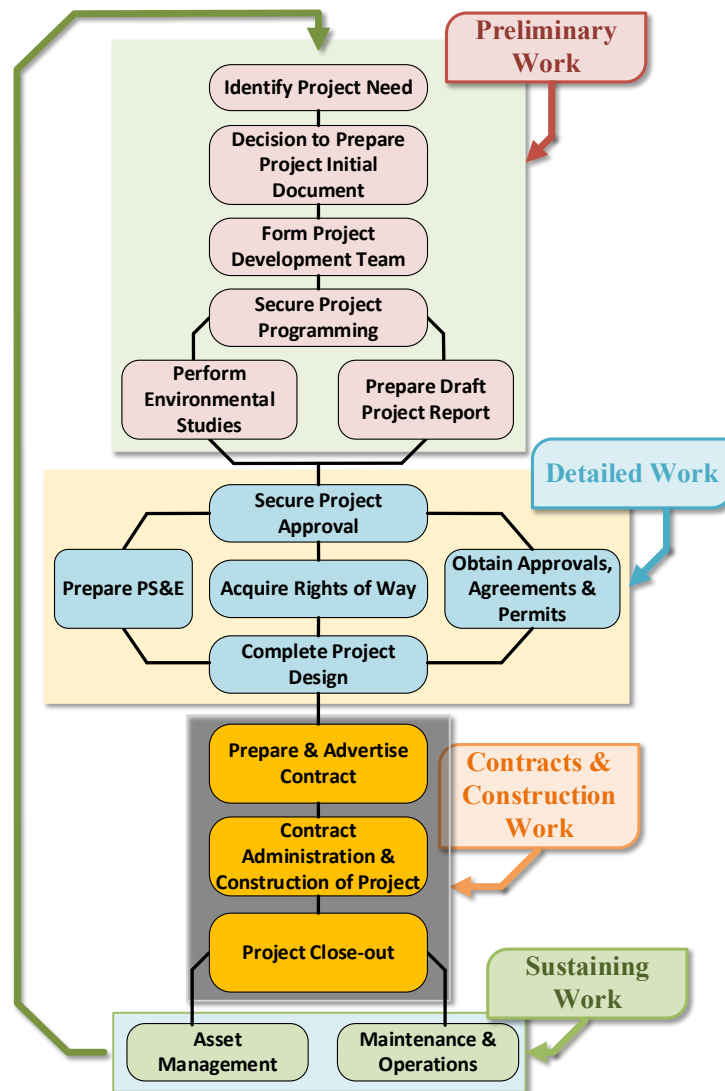 Preliminary
Work
Identify Project Need
Decision to Prepare
Project Initial
Document
Form Project
Development Team
Secure Project
Programming
Perform
Environmental
Studies
Prepare Draft
Project Report
Detailed Work
Secure Project
Approval
Prepare PS&E
Acquire Rights of Way
Obtain Approvals,
Agreements &
Permits
Complete Project
Design
Prepare & Advertise
Contract
Contracts &
Construction
Work
Contract
Administration &
Construction of Project
Project Close-out
Sustaining
Work
Asset
Management
Maintenance &
Operations